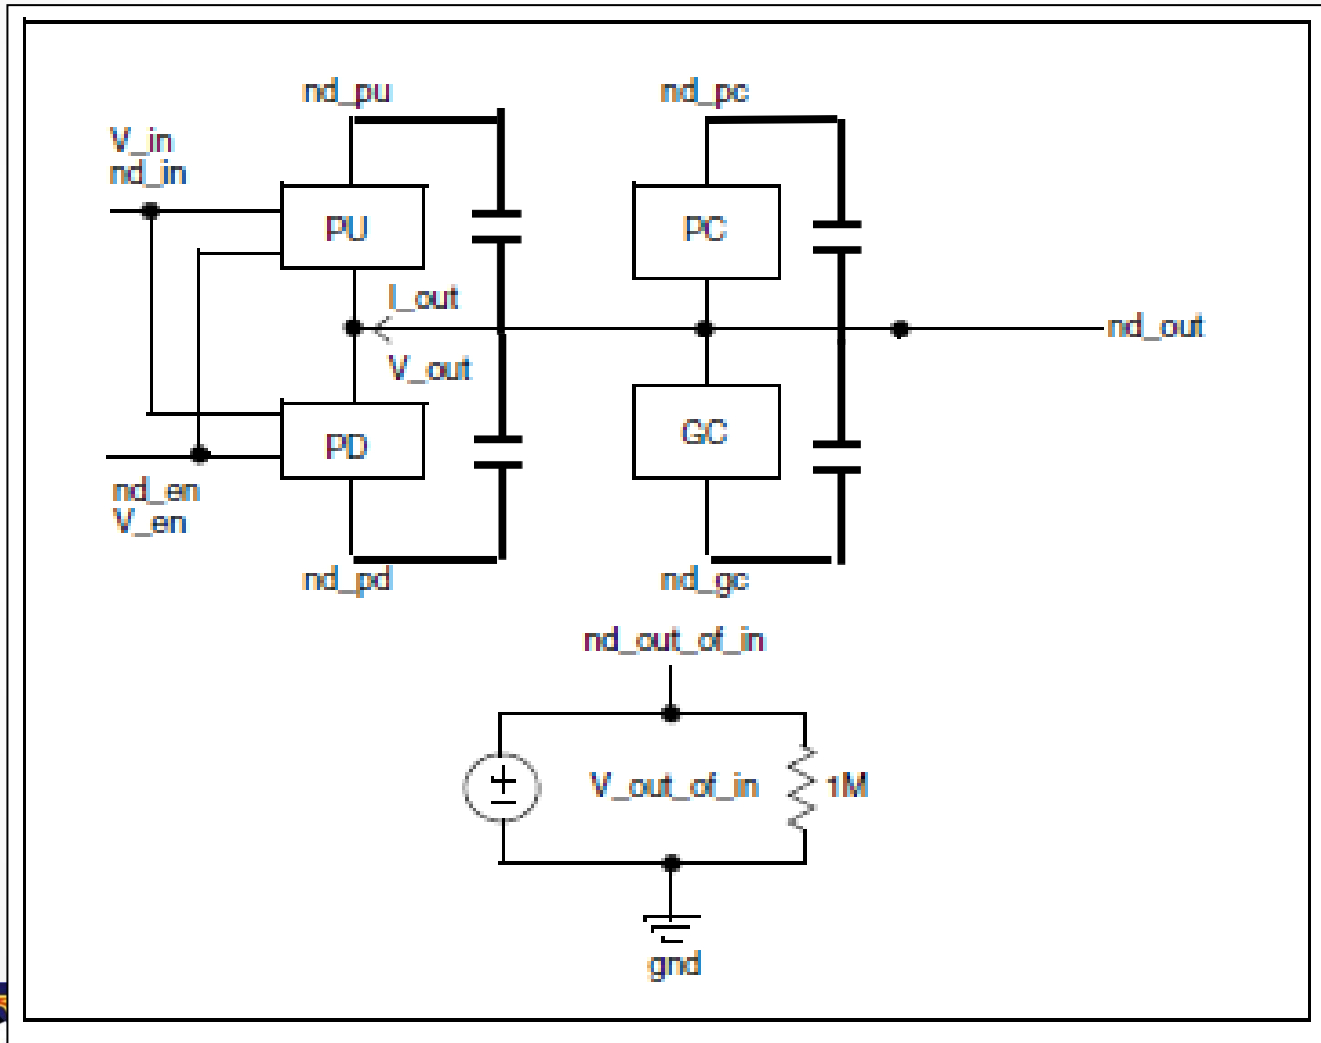 nd_pu
nd_pc
V_in
nd_in
PU
PC
I_out
nd_out
V_out
PD
GC
nd_en
V_en
nd_pd
nd_gc
nd_out_of_in
V_out_of_in
1M
gnd